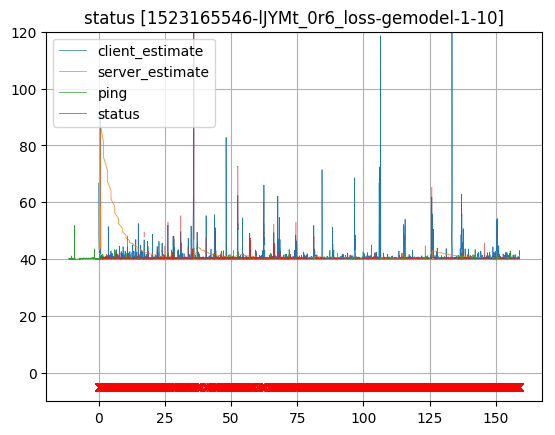 status [1523165546-lJYMt_0r6_loss-gemodel-1-10]
120
100
80
60
40
20
0
client_estimate
server_estimate
ping
status
0
25
50
75
100
125
150